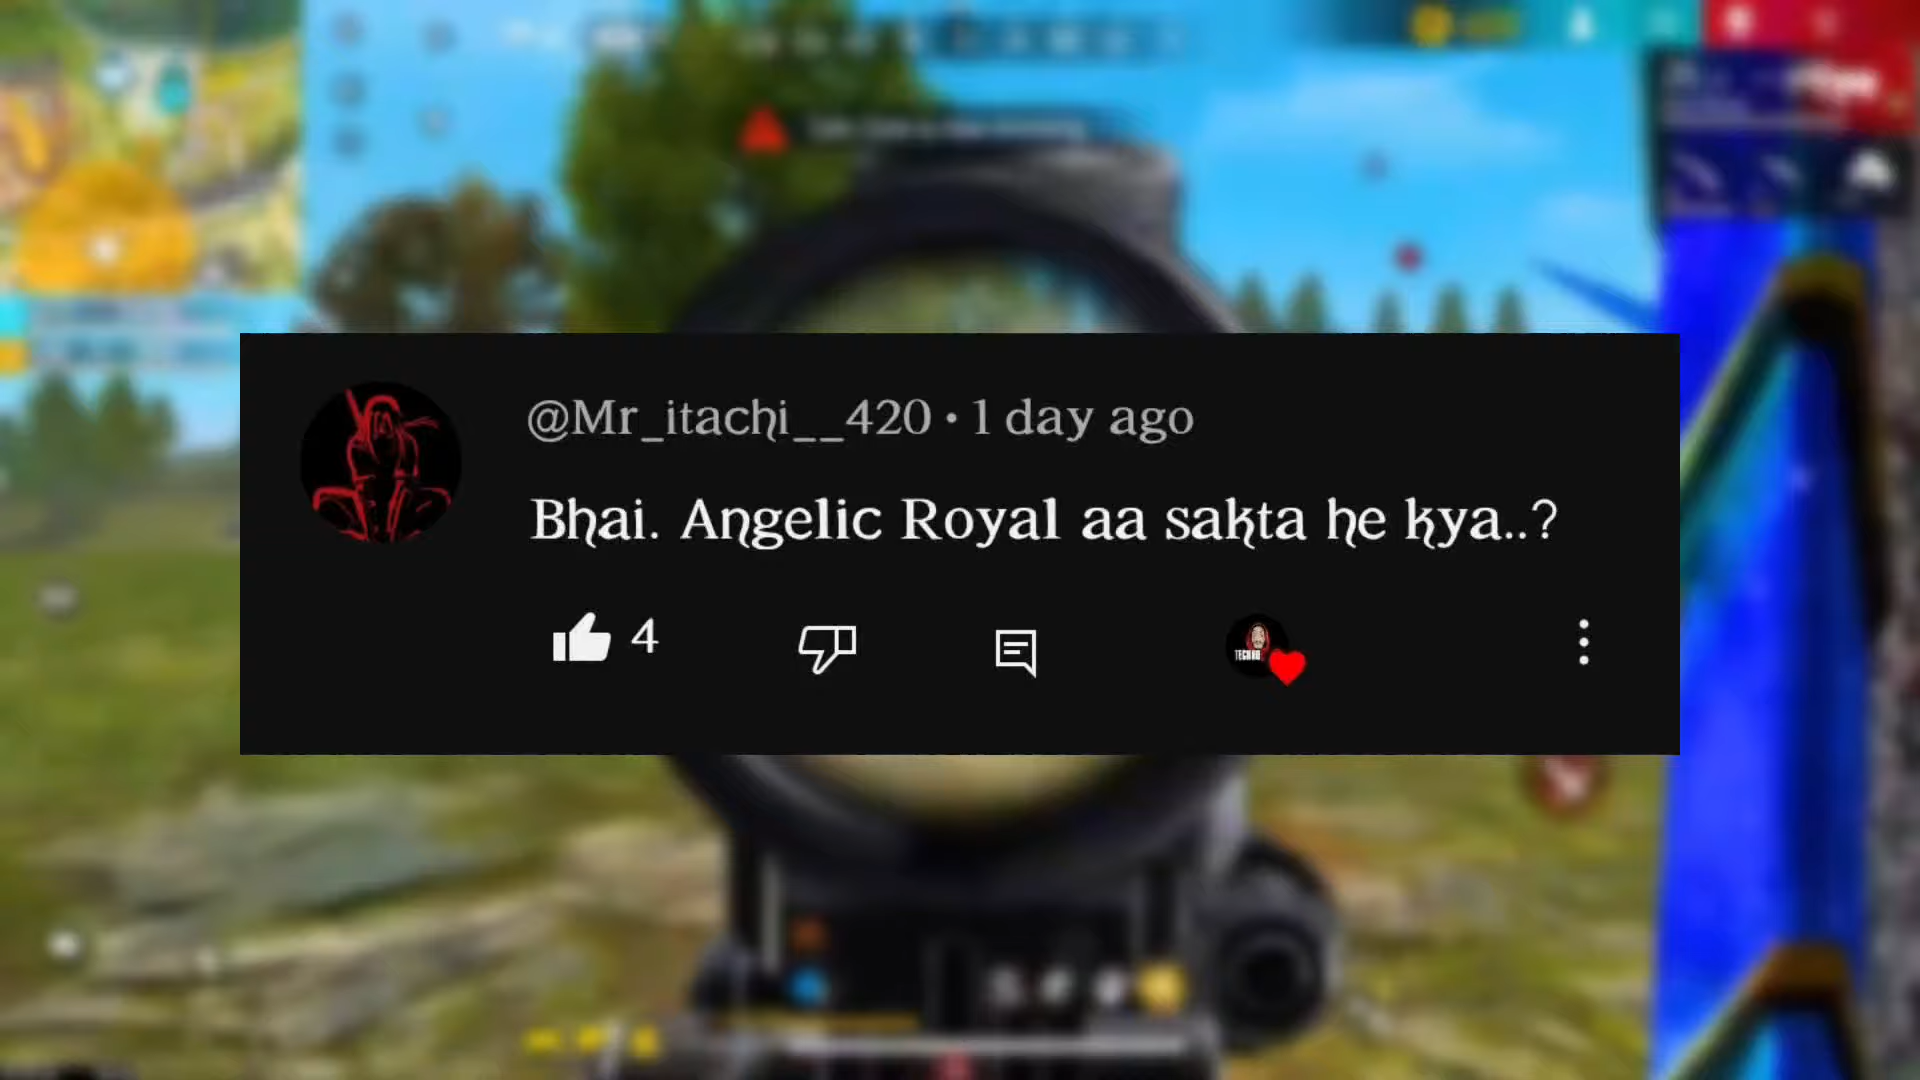 @Mr_itachi__420 • 1 day ago
Bhai. Angelic Royal aa sakta he kya..?
4